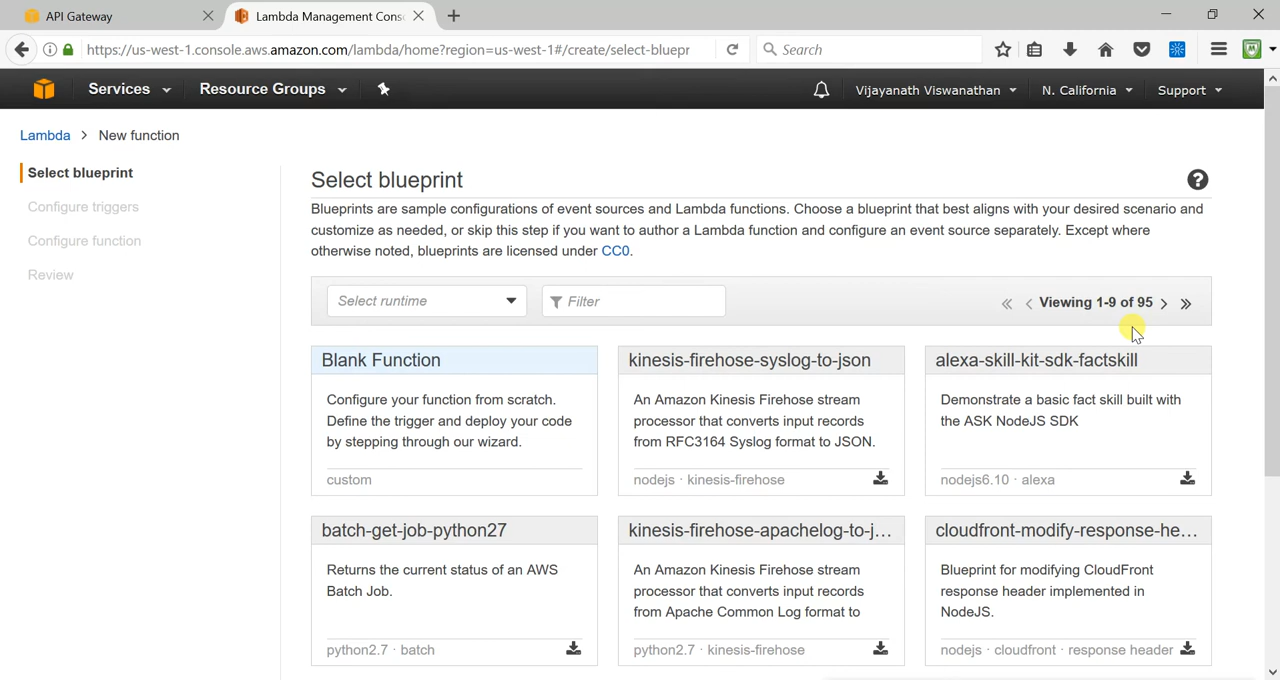 API Gateway
Lambda Management Cons
https://us-west-1.console.aws.amazon.com/lambda/home?region=us-west-1#/create/select-bluepr
Search
Services
Resource Groups
Vijayanath Viswanathan
N. California
Support
Lambda > New function
Select blueprint
Configure triggers
Configure function
Review
Select blueprint
Blueprints are sample configurations of event sources and Lambda functions. Choose a blueprint that best aligns with your desired scenario and
customize as needed, or skip this step if you want to author a Lambda function and configure an event source separately. Except where
otherwise noted, blueprints are licensed under CC0.
Select runtime
Filter
« ‹ Viewing 1-9 of 95 › »
Blank Function
Configure your function from scratch.
Define the trigger and deploy your code
by stepping through our wizard.
custom
kinesis-firehose-syslog-to-json
An Amazon Kinesis Firehose stream
processor that converts input records
from RFC3164 Syslog format to JSON.
nodejs · kinesis-firehose
alexa-skill-kit-sdk-factskill
Demonstrate a basic fact skill built with
the ASK NodeJS SDK
nodejs6.10 · alexa
batch-get-job-python27
Returns the current status of an AWS
Batch Job.
python2.7 · batch
kinesis-firehose-apachelog-to-j...
An Amazon Kinesis Firehose stream
processor that converts input records
from Apache Common Log format to
python2.7 · kinesis-firehose
cloudfront-modify-response-he...
Blueprint for modifying CloudFront
response header implemented in
NodeJS.
nodejs · cloudfront · response header